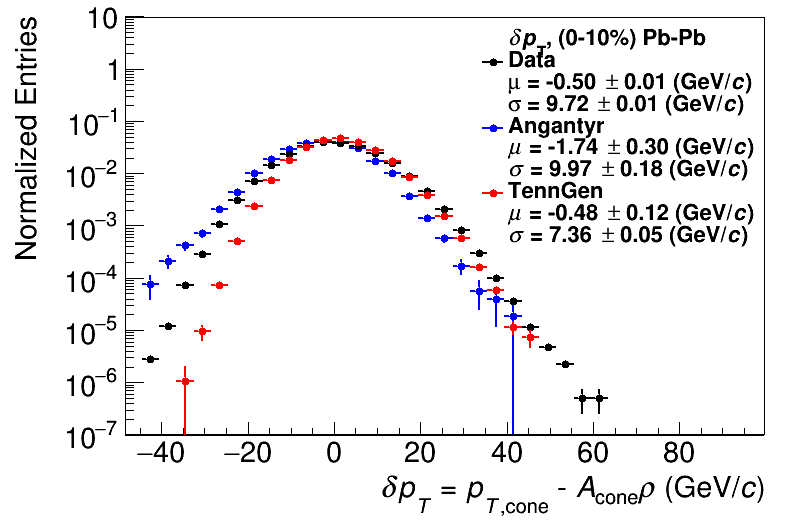 Normalized Entries
10
1
10⁻¹
10⁻²
10⁻³
10⁻⁴
10⁻⁵
10⁻⁶
10⁻⁷
δp_T, (0-10%) Pb-Pb
Data
μ = -0.50 ± 0.01 (GeV/c)
σ = 9.72 ± 0.01 (GeV/c)
Angantyr
μ = -1.74 ± 0.30 (GeV/c)
σ = 9.97 ± 0.18 (GeV/c)
TennGen
μ = -0.48 ± 0.12 (GeV/c)
σ = 7.36 ± 0.05 (GeV/c)
−40 −20 0 20 40 60 80
δp_T = p_T,cone - A_cone ρ (GeV/c)